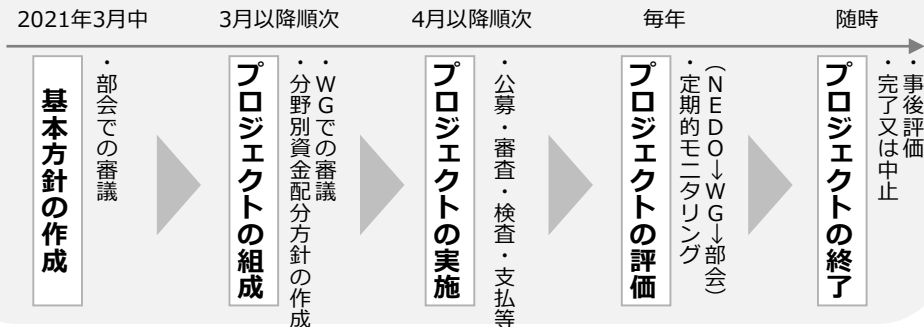 2021年3月中
3月以降順次
4月以降順次
毎年
随時
基本方針の作成
・部会での審議
プロジェクトの組成
・WGでの審議
・分野別資金配分方針の作成
プロジェクトの実施
・公募・審査・検査・支払等
プロジェクトの評価
（NEDO→WG→部会）
・定期的モニタリング
プロジェクトの終了
・事後評価
・完了又は中止